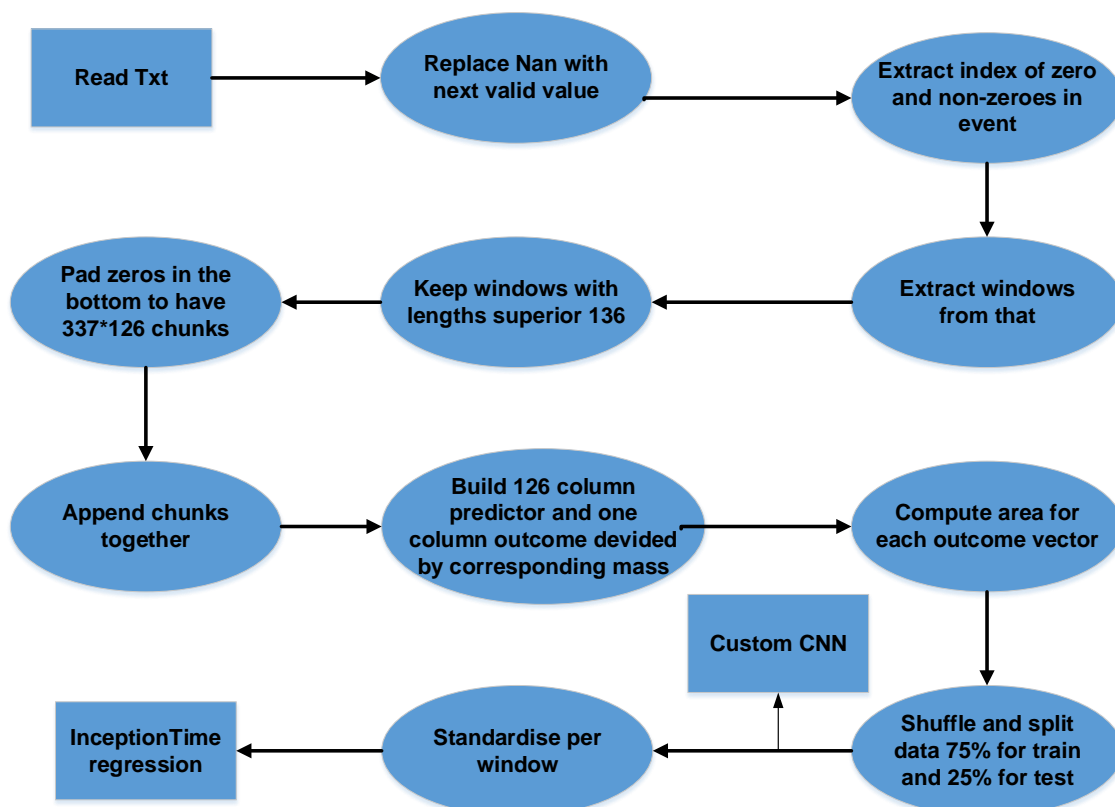 Read Txt
Replace Nan with
next valid value
Extract index of zero
and non-zeroes in
event
Extract windows
from that
Keep windows with
lengths superior 136
Pad zeros in the
bottom to have
337*126 chunks
Append chunks
together
Build 126 column
predictor and one
column outcome devided
by corresponding mass
Compute area for
each outcome vector
Shuffle and split
data 75% for train
and 25% for test
Custom CNN
Standardise per
window
InceptionTime
regression